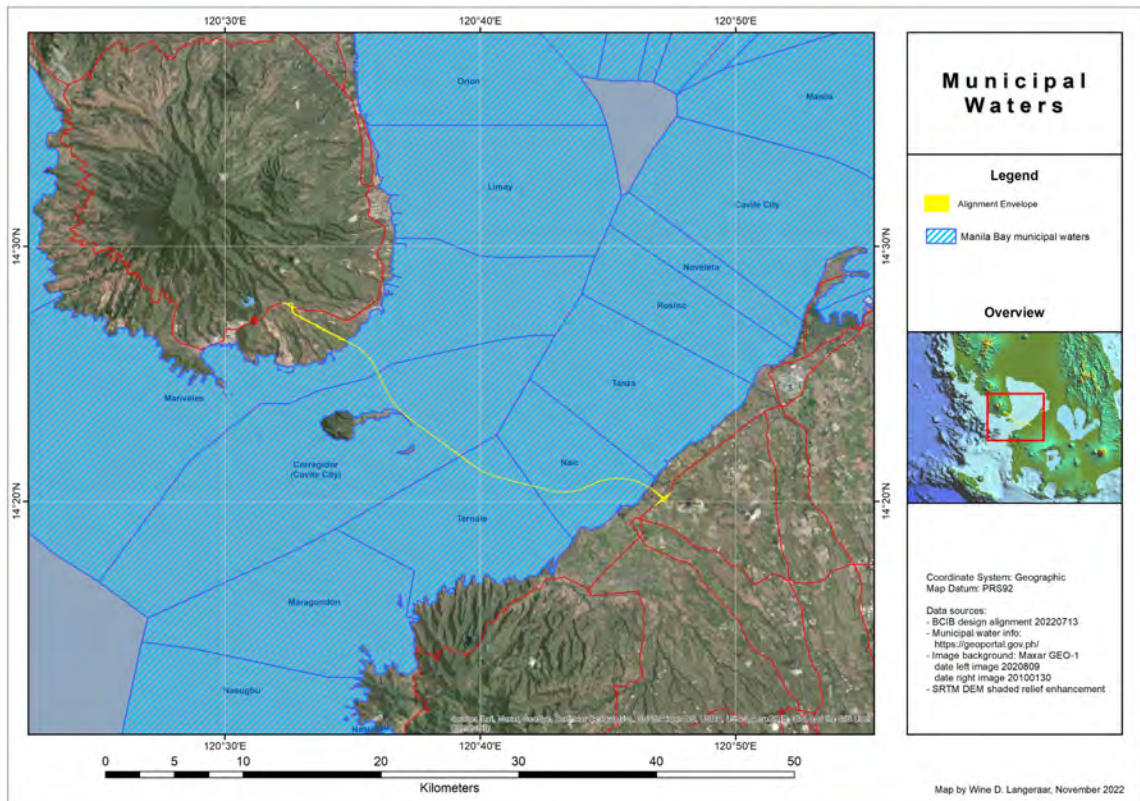 120°30'E
120°40'E
120°50'E
Orion
Manila
Limay
Cavite City
14°30'N
14°30'N
Noveleta
Rosario
Tanza
Mariveles
Corregidor
(Cavite City)
Naic
14°20'N
14°20'N
Ternate
Maragondon
Nasugbu
120°30'E
120°40'E
120°50'E
0 5 10 20 30 40 50
Kilometers
Municipal
Waters
Legend
Alignment Envelope
Manila Bay municipal waters
Overview
Coordinate System: Geographic
Map Datum: PRS92
Data sources:
- BCIB design alignment 20220713
- Municipal water info:
https://geoportal.gov.ph/
- Image background: Maxar GEO-1
date left image 2020809
date right image 20100130
- SRTM DEM shaded relief enhancement
Map by Wine D. Langeraar, November 2022